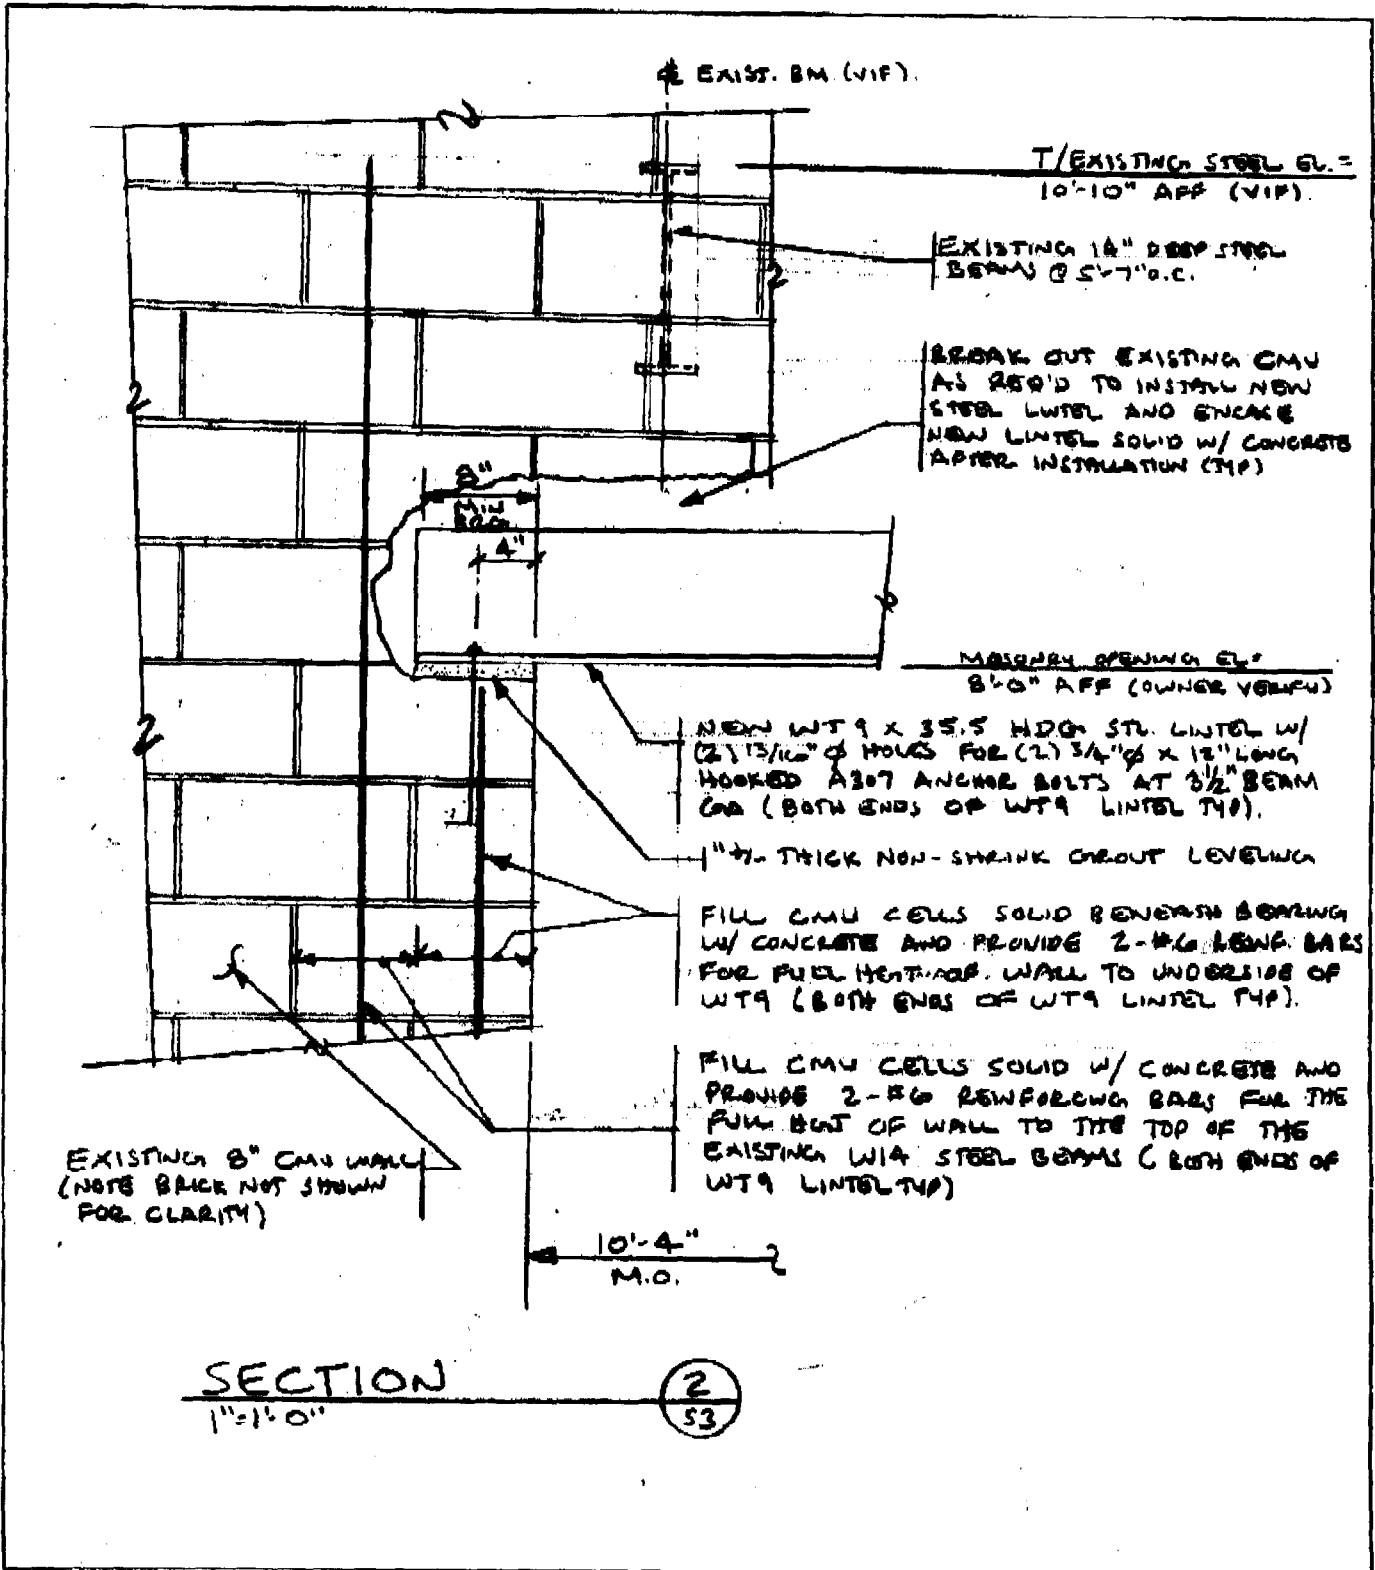 ℄ EXIST. BM. (VIF).
T/EXISTING STEEL EL. =
10'-10" AFF (VIF).
EXISTING 14" DEEP STEEL
BEAMS @ 5'-7" O.C.
BREAK OUT EXISTING CMU
AS REQ'D TO INSTALL NEW
STEEL LINTEL AND ENCASE
NEW LINTEL SOLID W/ CONCRETE
AFTER INSTALLATION (TYP)
8"
MIN
BRG
4"
MASONRY OPENING EL=
8'-0" AFF (OWNER VERIFY)
NEW WT 9 X 35.5 HDG STL. LINTEL W/
(2) 13/16" Ø HOLES FOR (2) 3/4" Ø X 12" LONG
HOOKED A307 ANCHOR BOLTS AT 3 1/2" BEAM
GA (BOTH ENDS OF WT9 LINTEL TYP).
1" +/- THICK NON-SHRINK GROUT LEVELING
FILL CMU CELLS SOLID BENEATH BEARING
W/ CONCRETE AND PROVIDE 2-#6 REINF. BARS
FOR FULL HGT OF WALL TO UNDERSIDE OF
WT9 (BOTH ENDS OF WT9 LINTEL TYP).
FILL CMU CELLS SOLID W/ CONCRETE AND
PROVIDE 2-#6 REINFORCING BARS FOR THE
FULL HGT OF WALL TO THE TOP OF THE
EXISTING W14 STEEL BEAMS (BOTH ENDS OF
WT9 LINTEL TYP)
EXISTING 8" CMU WALL
(NOTE BRICK NOT SHOWN
FOR CLARITY)
10'-4"
M.O.
SECTION
1"=1'-0"
2
S3